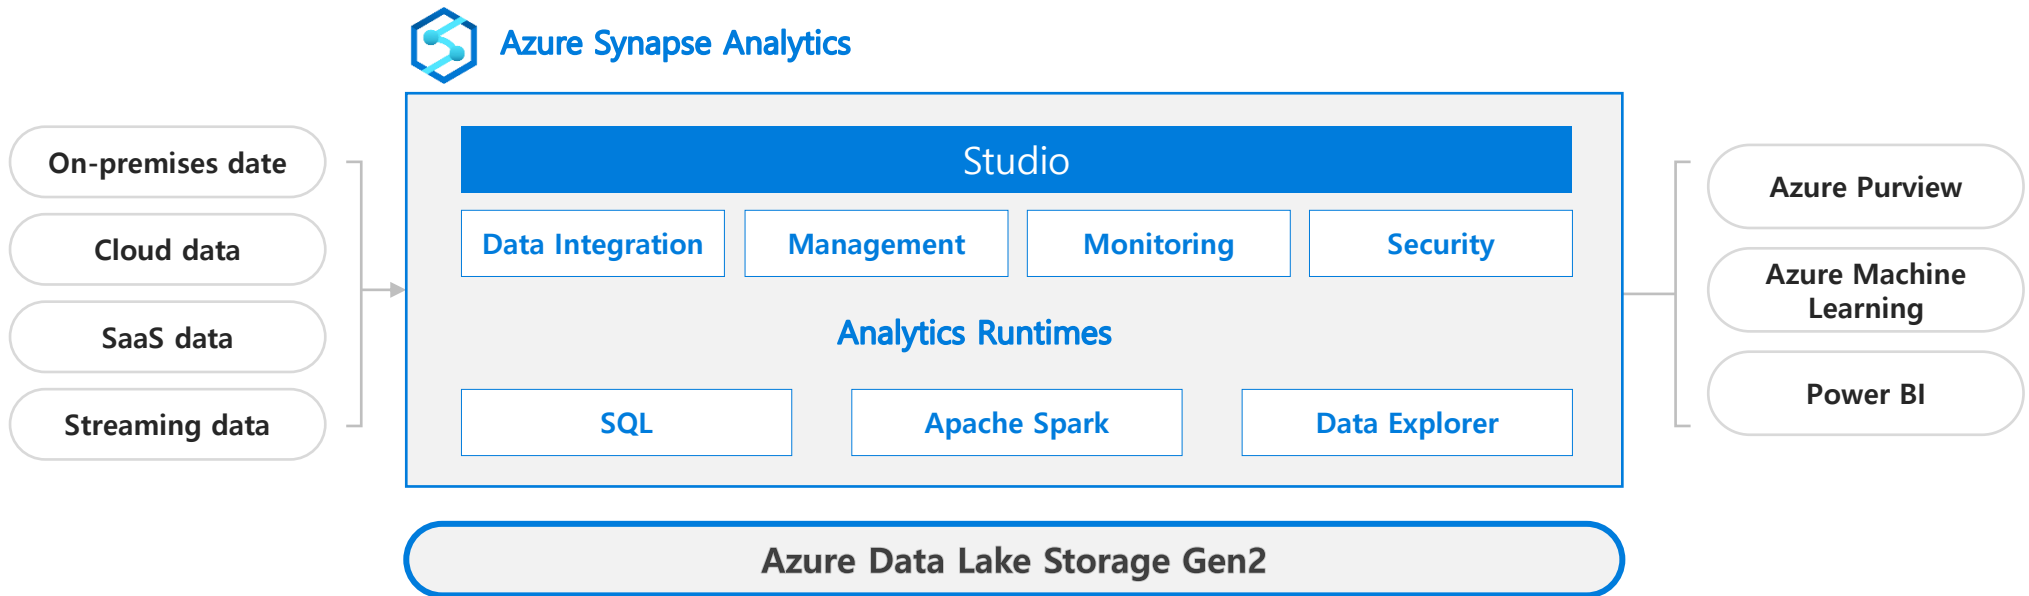 Azure Synapse Analytics
On-premises date
Cloud data
SaaS data
Streaming data
Studio
Data Integration
Management
Monitoring
Security
Analytics Runtimes
SQL
Apache Spark
Data Explorer
Azure Purview
Azure Machine
Learning
Power BI
Azure Data Lake Storage Gen2